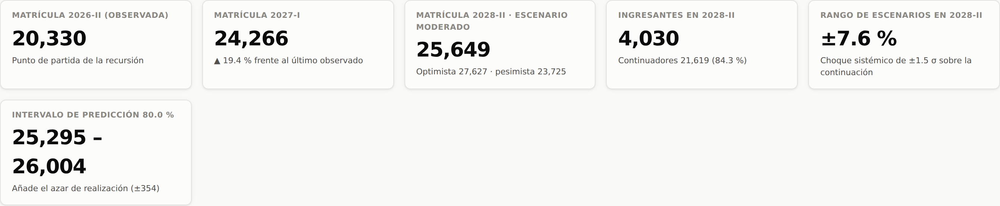 MATRÍCULA 2026-II (OBSERVADA)
20,330
Punto de partida de la recursión
MATRÍCULA 2027-I
24,266
▲ 19.4 % frente al último observado
MATRÍCULA 2028-II · ESCENARIO
MODERADO
25,649
Optimista 27,627 · pesimista 23,725
INGRESANTES EN 2028-II
4,030
Continuadores 21,619 (84.3 %)
RANGO DE ESCENARIOS EN 2028-II
±7.6 %
Choque sistémico de ±1.5 σ sobre la
continuación
INTERVALO DE PREDICCIÓN 80.0 %
25,295 –
26,004
Añade el azar de realización (±354)